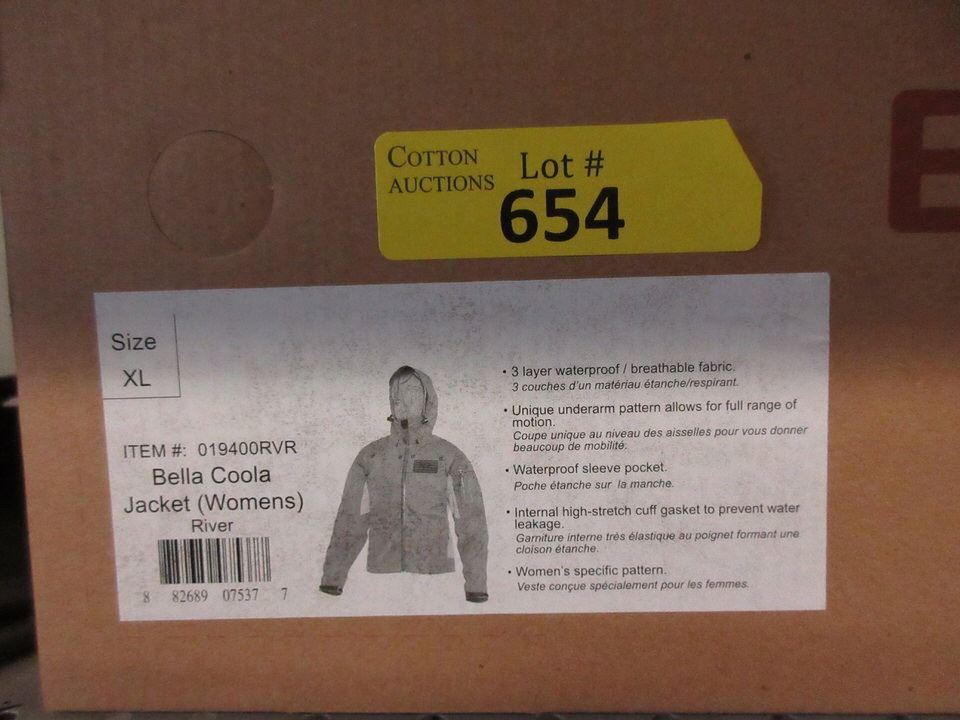 COTTON AUCTIONS
Lot #
654
E
Size
XL
ITEM #: 019400RVR
Bella Coola
Jacket (Womens)
River
8 82689 07537 7
• 3 layer waterproof / breathable fabric.
3 couches d'un matériau étanche/respirant.
• Unique underarm pattern allows for full range of
motion.
Coupe unique au niveau des aisselles pour vous donner
beaucoup de mobilité.
• Waterproof sleeve pocket.
Poche étanche sur la manche.
• Internal high-stretch cuff gasket to prevent water
leakage.
Garniture interne très élastique au poignet formant une
cloison étanche.
• Women's specific pattern.
Veste conçue spécialement pour les femmes.